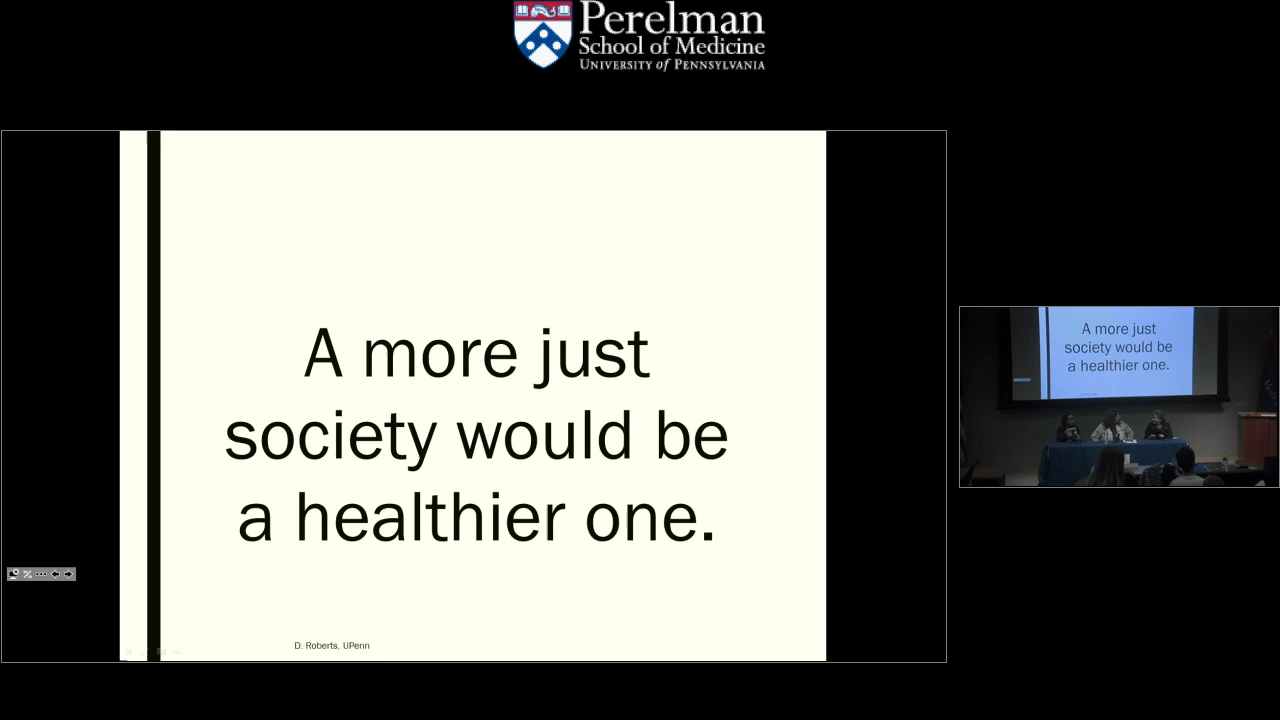 Perelman
School of Medicine
UNIVERSITY of PENNSYLVANIA
A more just
society would be
a healthier one.
D. Roberts, UPenn
A more just
society would be
a healthier one.